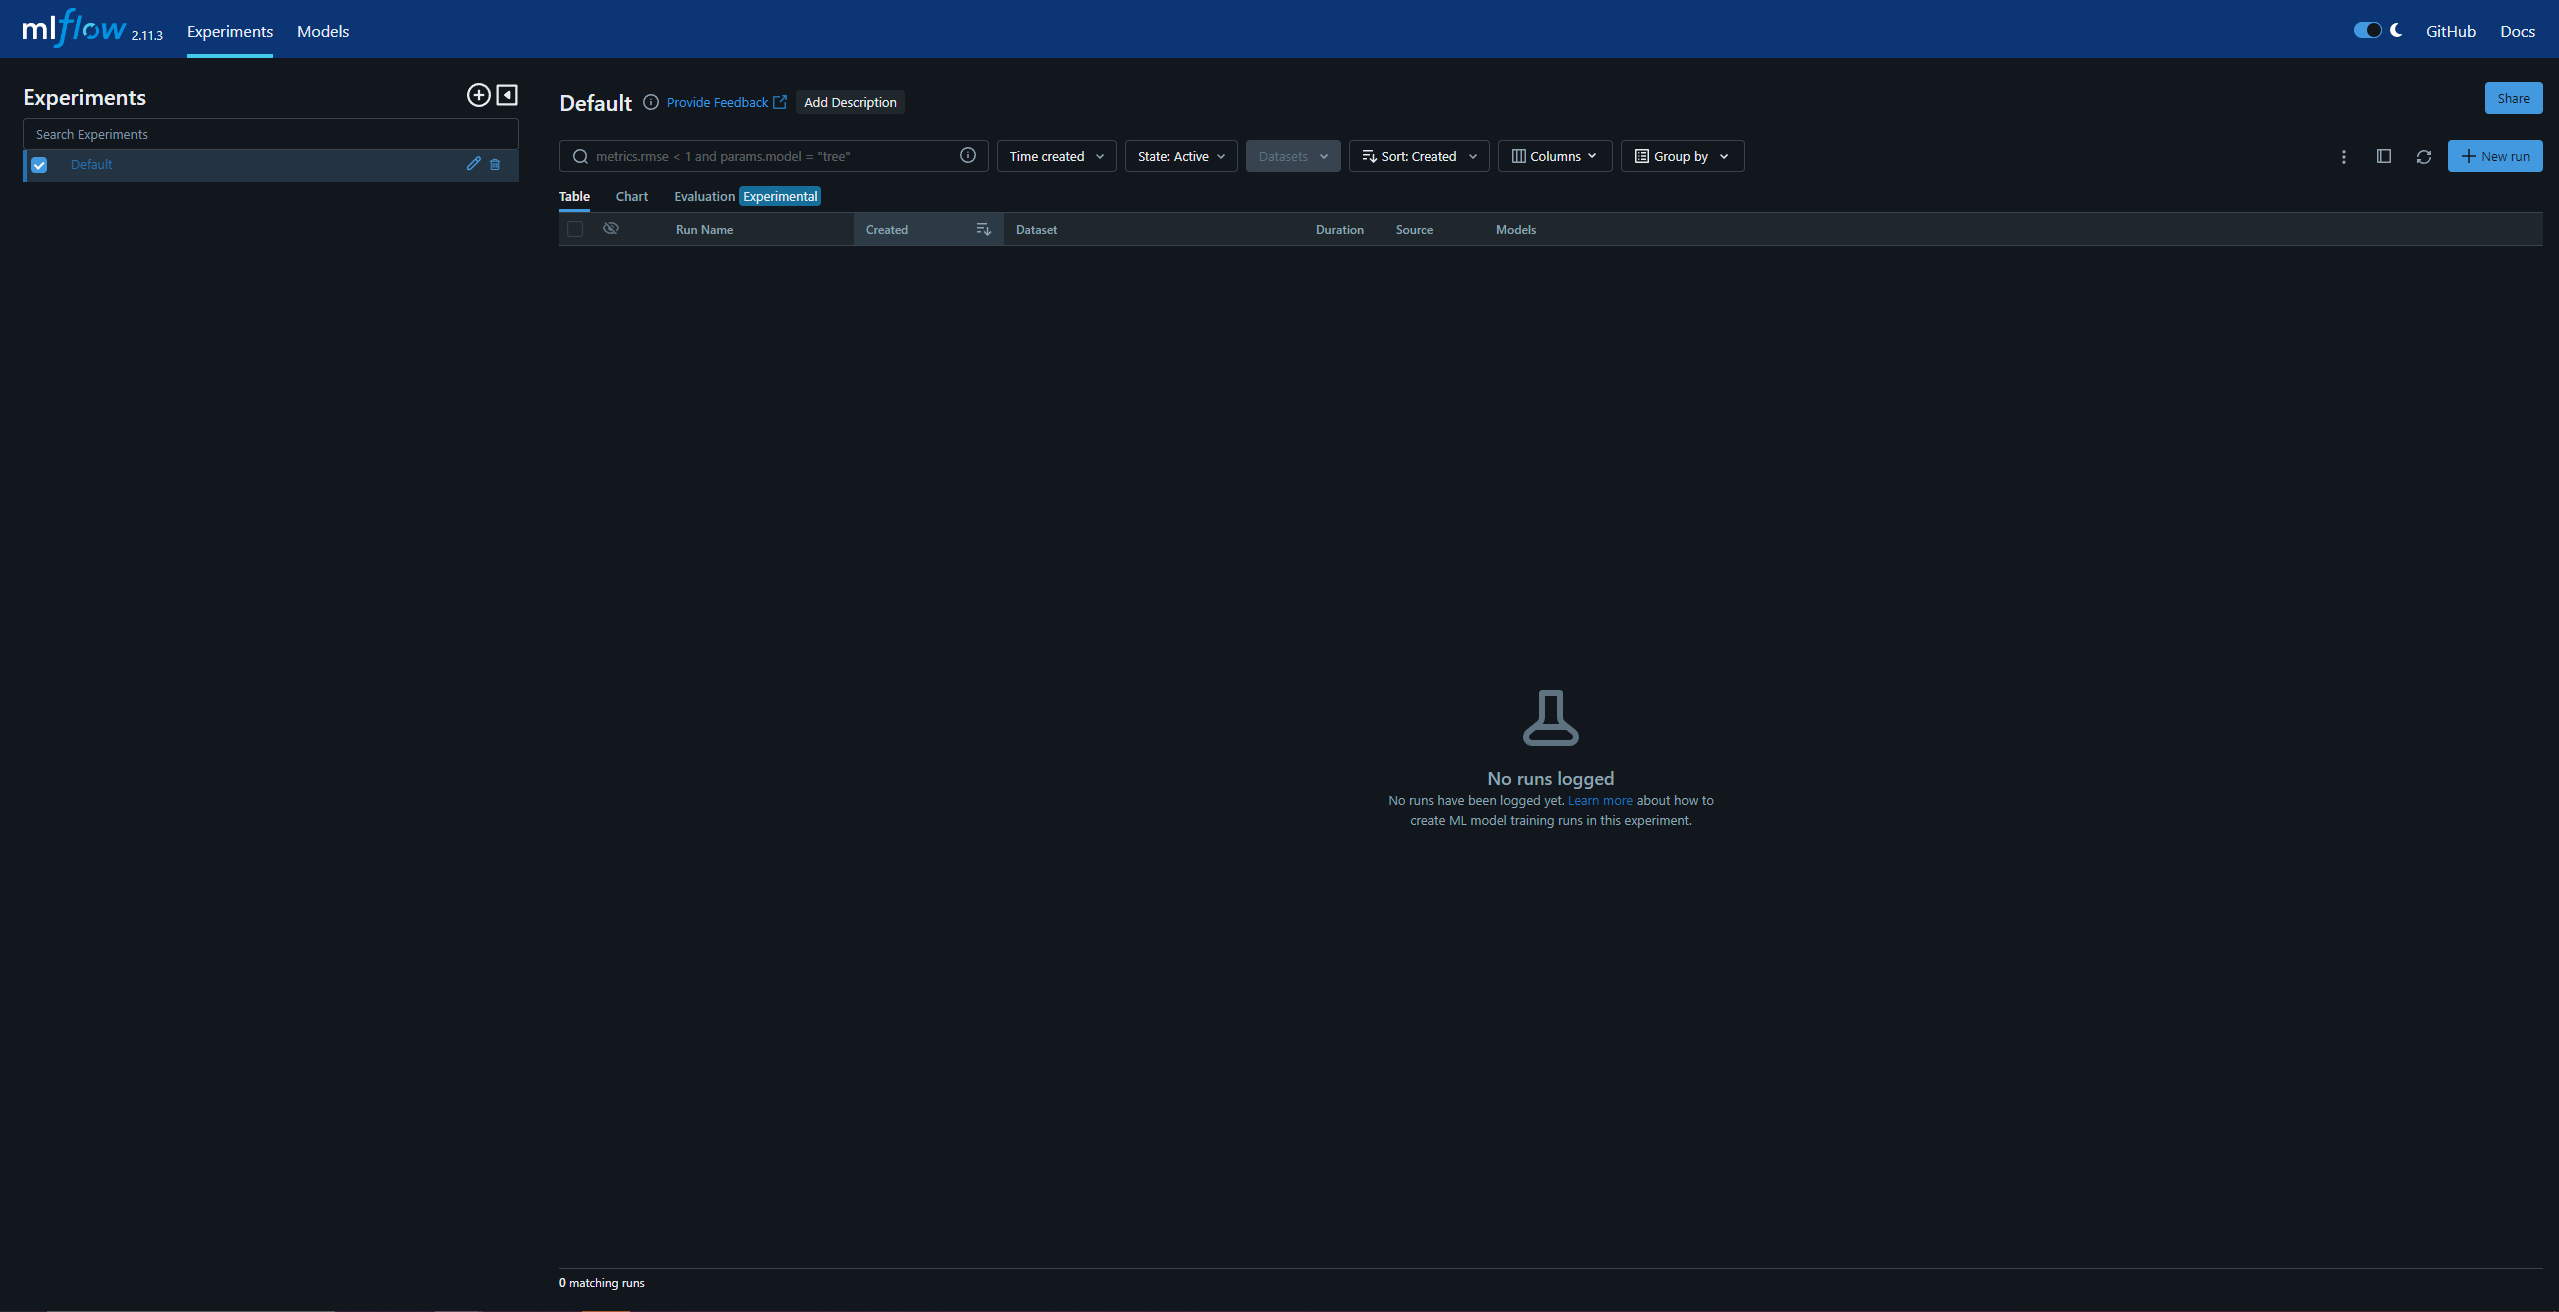 mlflow 2.11.3 Experiments Models GitHub Docs
Experiments
Search Experiments
Default
Default Provide Feedback Add Description Share
metrics.rmse < 1 and params.model = "tree" Time created State: Active Datasets Sort: Created Columns Group by New run
Table Chart Evaluation Experimental
Run Name Created Dataset Duration Source Models
No runs logged
No runs have been logged yet. Learn more about how to
create ML model training runs in this experiment.
0 matching runs